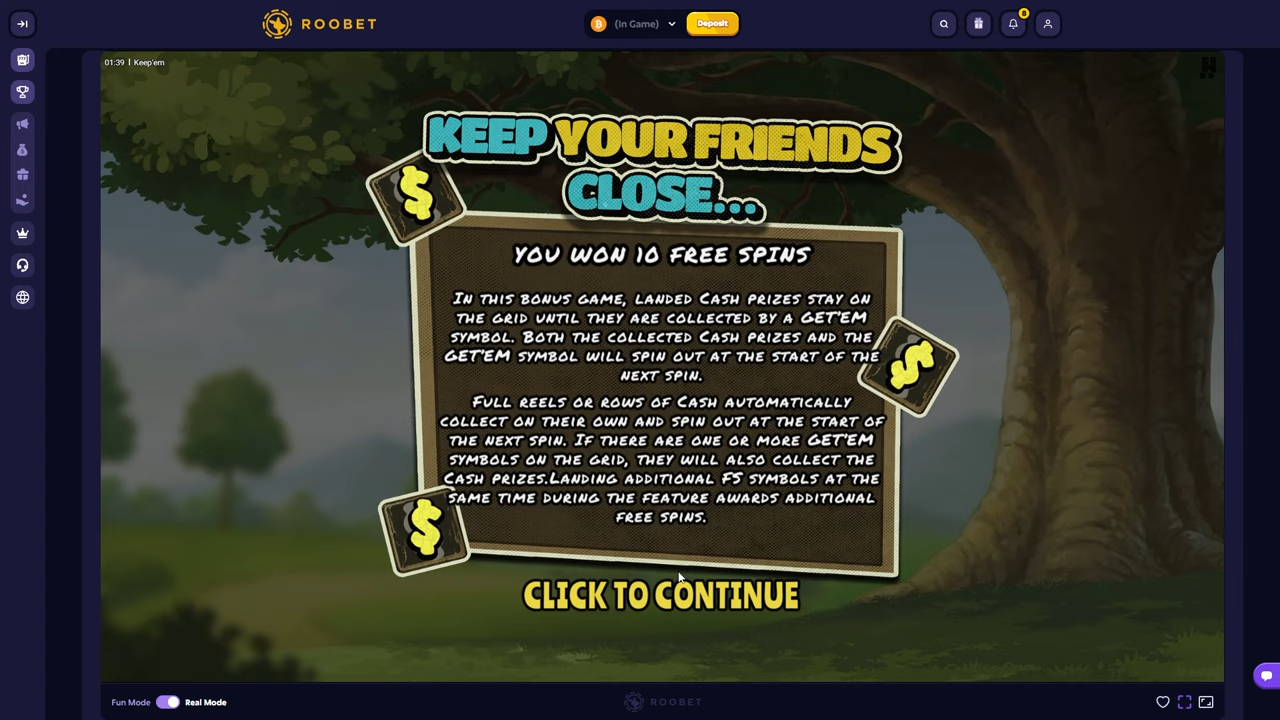 ROOBET
(In Game)
Deposit
8
01:39 | Keep'em
KEEP YOUR FRIENDS
CLOSE...
YOU WON 10 FREE SPINS
IN THIS BONUS GAME, LANDED CASH PRIZES STAY ON
THE GRID UNTIL THEY ARE COLLECTED BY A GET'EM
SYMBOL. BOTH THE COLLECTED CASH PRIZES AND THE
GET'EM SYMBOL WILL SPIN OUT AT THE START OF THE
NEXT SPIN.
FULL REELS OR ROWS OF CASH AUTOMATICALLY
COLLECT ON THEIR OWN AND SPIN OUT AT THE START OF
THE NEXT SPIN. IF THERE ARE ONE OR MORE GET'EM
SYMBOLS ON THE GRID, THEY WILL ALSO COLLECT THE
CASH PRIZES.LANDING ADDITIONAL FS SYMBOLS AT THE
SAME TIME DURING THE FEATURE AWARDS ADDITIONAL
FREE SPINS.
CLICK TO CONTINUE
Fun Mode
Real Mode
ROOBET